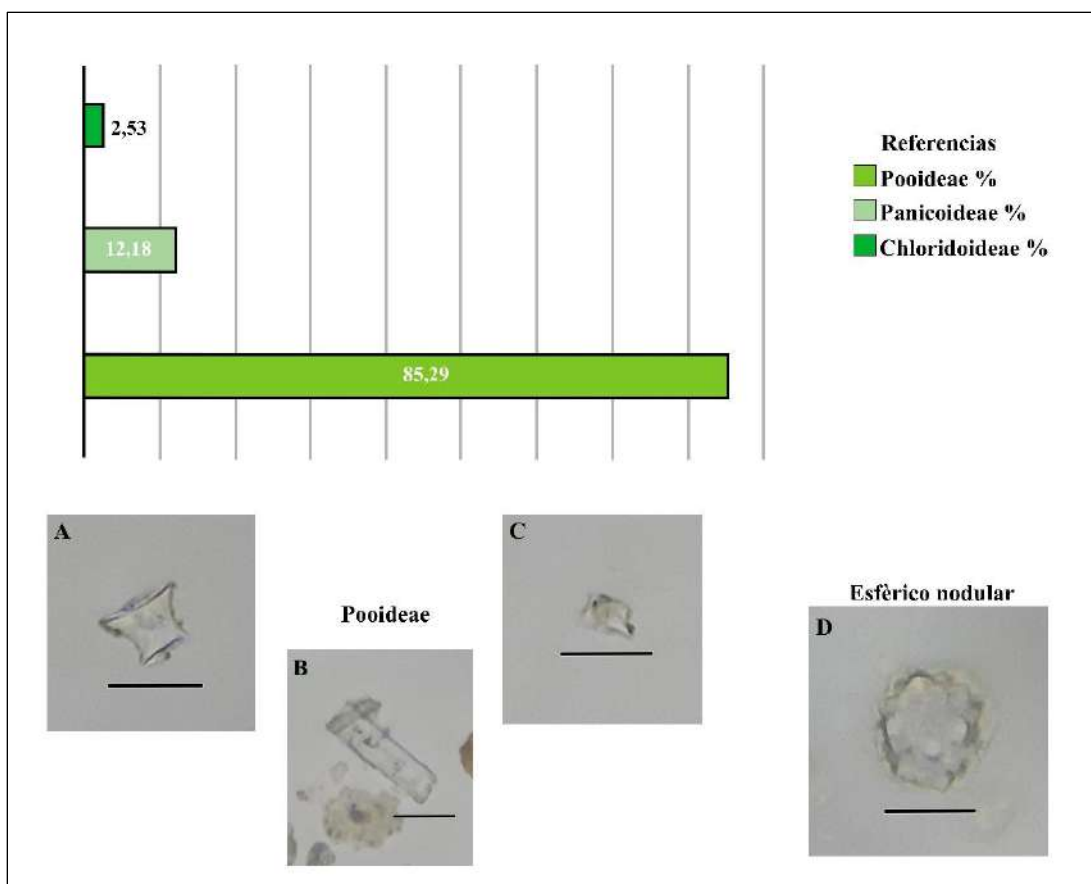 2,53
Referencias
Pooideae %
Panicoideae %
12,18
Chloridoideae %
85,29
A
C
Pooideae
Esfèrico nodular
B
D